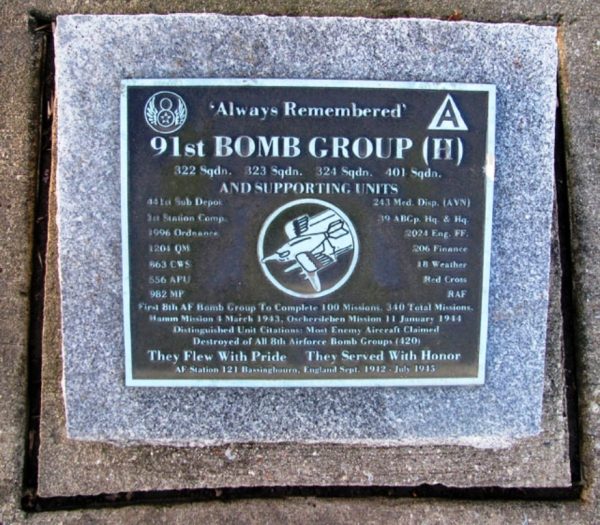 8
'Always Remembered'
A
91st BOMB GROUP (H)
322 Sqdn. 323 Sqdn. 324 Sqdn. 401 Sqdn.
AND SUPPORTING UNITS
441st Sub Depot 243 Med. Disp. (AVN)
3rd Station Comp. 39 ABGp. Hq. & Hq.
1996 Ordnance 2024 Eng. FF.
1204 QM 206 Finance
863 CWS 18 Weather
556 APU Red Cross
982 MP RAF
First 8th AF Bomb Group To Complete 100 Missions. 340 Total Missions.
Hamm Mission 4 March 1943, Oschersleben Mission 11 January 1944
Distinguished Unit Citations: Most Enemy Aircraft Claimed
Destroyed of All 8th Airforce Bomb Groups (420)
They Flew With Pride They Served With Honor
AF Station 121 Bassingbourn, England Sept. 1942 - July 1945